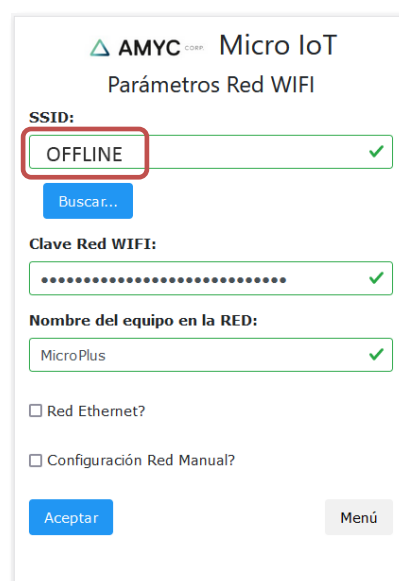 AMYC CORP. Micro IoT
Parámetros Red WIFI
SSID:
OFFLINE
Buscar...
Clave Red WIFI:
•••••••••••••••••••••••••••••
Nombre del equipo en la RED:
MicroPlus
Red Ethernet?
Configuración Red Manual?
Aceptar Menú